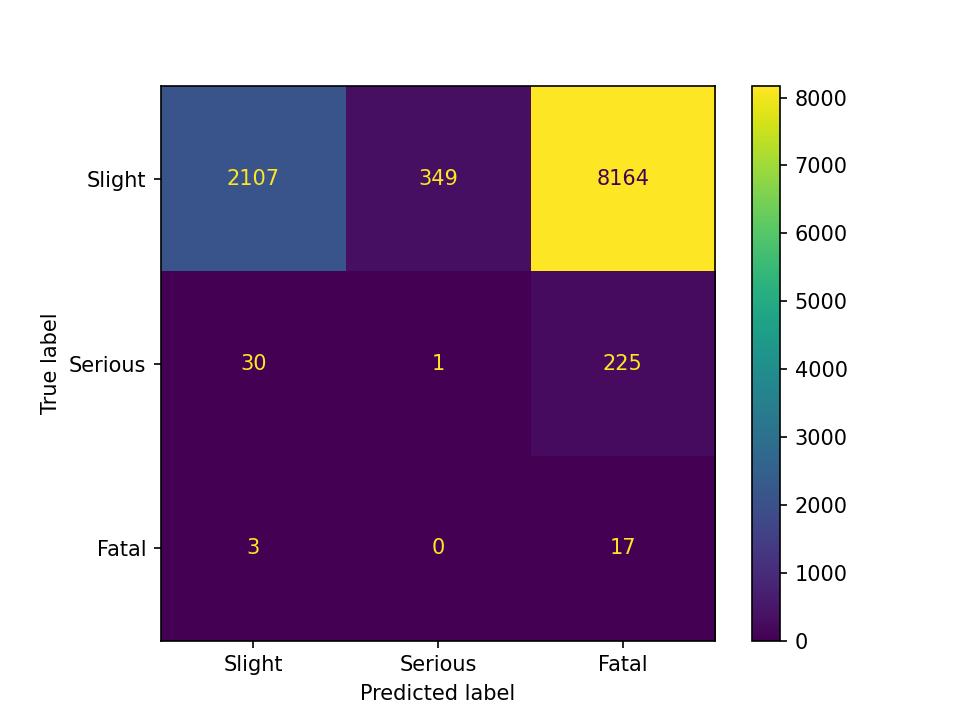 Slight 2107 349 8164
Serious 30 1 225
Fatal 3 0 17
Slight Serious Fatal
Predicted label
True label
8000
7000
6000
5000
4000
3000
2000
1000
0